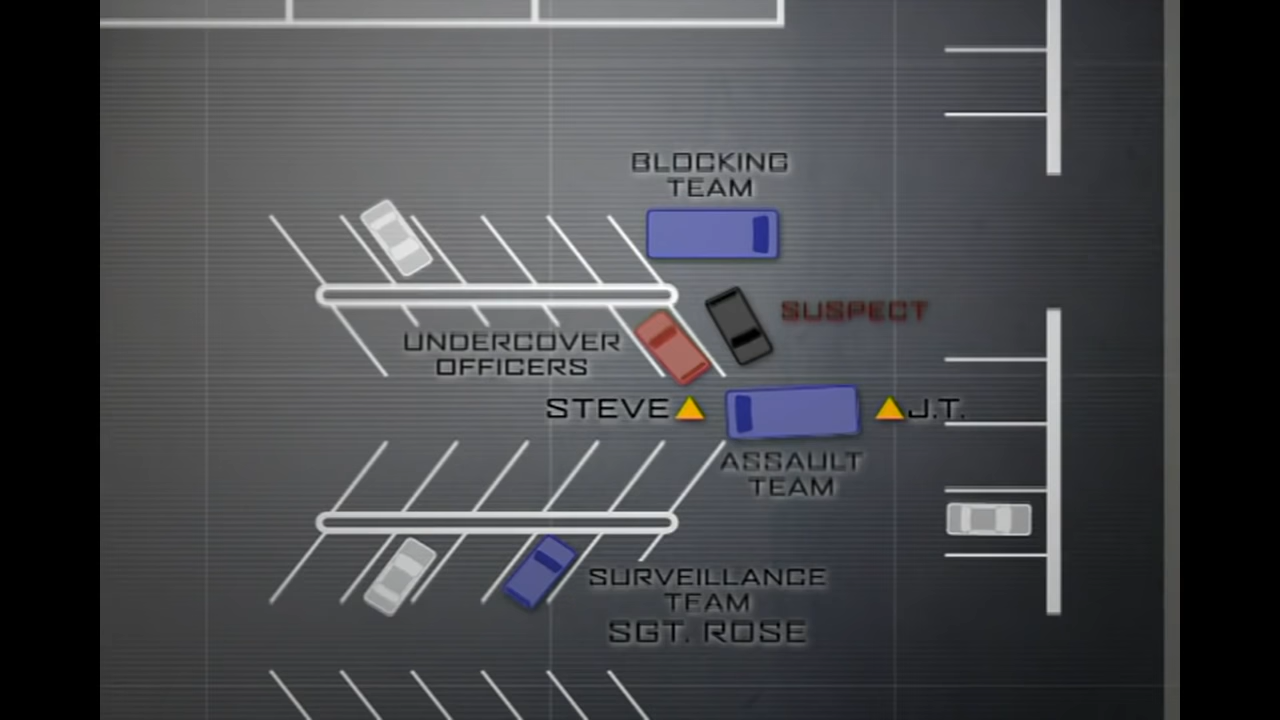 BLOCKING
TEAM
SUSPECT
UNDERCOVER
OFFICERS
STEVE
J.T.
ASSAULT
TEAM
SURVEILLANCE
TEAM
SGT. ROSE